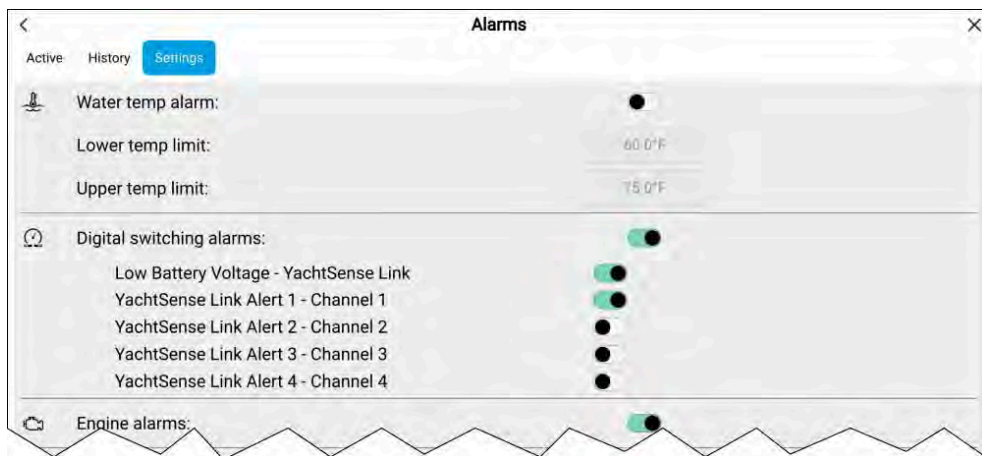 Alarms
Active History Settings
Water temp alarm:
Lower temp limit: 60.0°F
Upper temp limit: 75.0°F
Digital switching alarms:
Low Battery Voltage - YachtSense Link
YachtSense Link Alert 1 - Channel 1
YachtSense Link Alert 2 - Channel 2
YachtSense Link Alert 3 - Channel 3
YachtSense Link Alert 4 - Channel 4
Engine alarms: